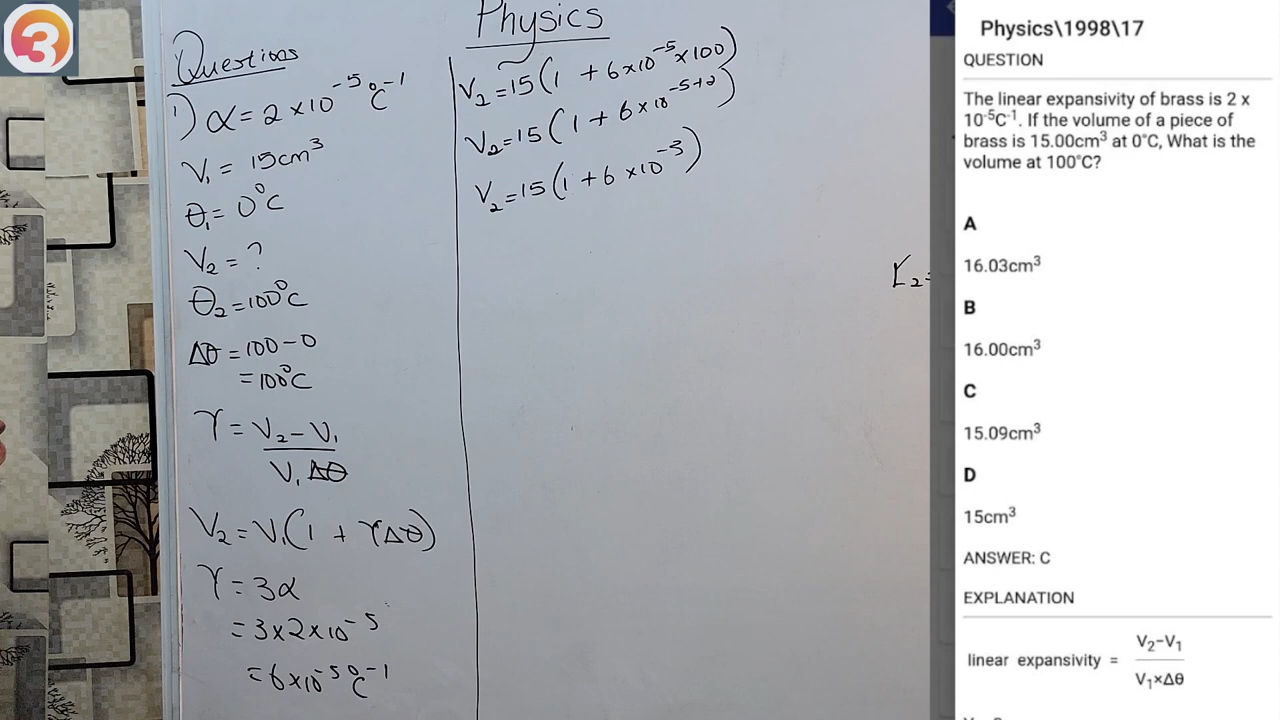 3
Physics
Questions
1) α = 2 × 10⁻⁵ °C⁻¹
V₁ = 15cm³
θ₁ = 0°C
V₂ = ?
θ₂ = 100°C
Δθ = 100 − 0
= 100°C
γ = V₂ − V₁
V₁ Δθ
V₂ = V₁(1 + γΔθ)
γ = 3α
= 3×2×10⁻⁵
= 6×10⁻⁵ °C⁻¹
V₂ = 15(1 + 6×10⁻⁵×100)
V₂ = 15(1 + 6×10⁻⁵⁺²)
V₂ = 15(1 + 6×10⁻³)
Physics\1998\17
QUESTION
The linear expansivity of brass is 2 x
10⁻⁵C⁻¹. If the volume of a piece of
brass is 15.00cm³ at 0°C, What is the
volume at 100°C?
A
16.03cm³
B
16.00cm³
C
15.09cm³
D
15cm³
ANSWER: C
EXPLANATION
linear expansivity = V₂−V₁
V₁×Δθ